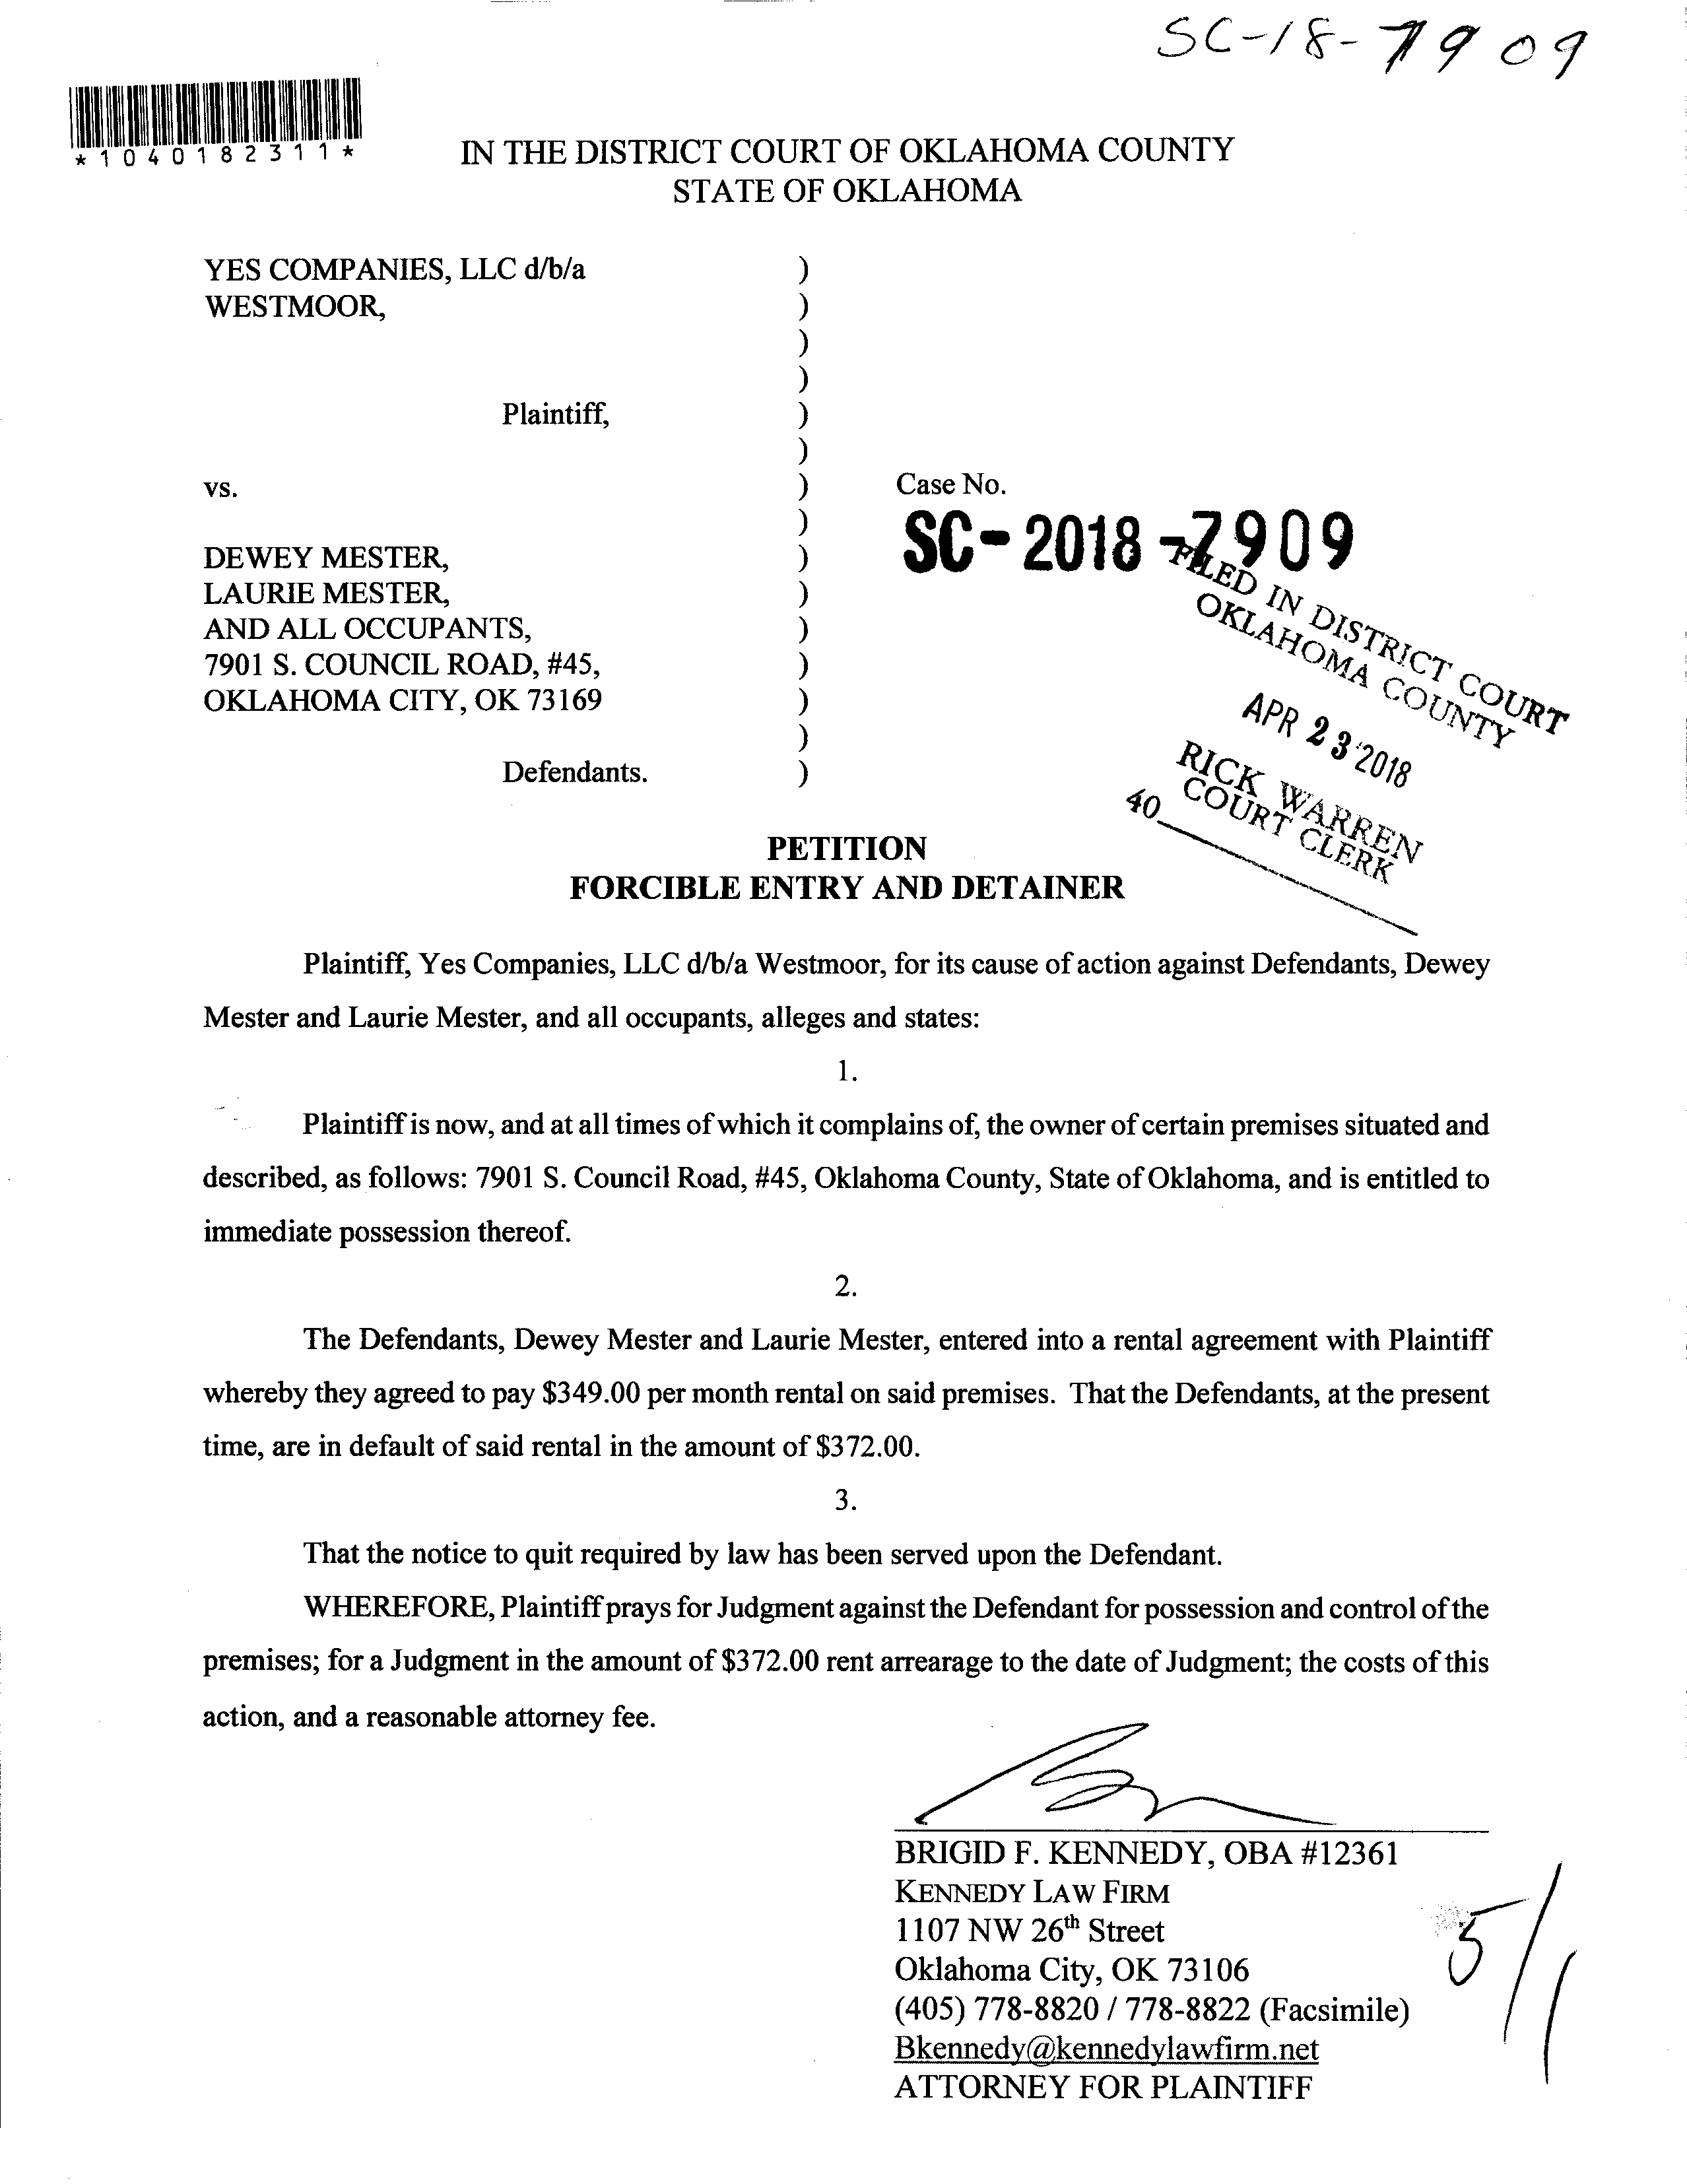 SC-18-7909
*1040182311*
IN THE DISTRICT COURT OF OKLAHOMA COUNTY
STATE OF OKLAHOMA
YES COMPANIES, LLC d/b/a )
WESTMOOR, )
)
)
Plaintiff, )
)
vs. ) Case No.
) SC-2018-7909
DEWEY MESTER, )
LAURIE MESTER, )
AND ALL OCCUPANTS, )
7901 S. COUNCIL ROAD, #45, )
OKLAHOMA CITY, OK 73169 )
)
Defendants. )
FILED IN DISTRICT COURT
OKLAHOMA COUNTY
APR 23 2018
RICK WARREN
COURT CLERK
40
PETITION
FORCIBLE ENTRY AND DETAINER
Plaintiff, Yes Companies, LLC d/b/a Westmoor, for its cause of action against Defendants, Dewey
Mester and Laurie Mester, and all occupants, alleges and states:
1.
Plaintiff is now, and at all times of which it complains of, the owner of certain premises situated and
described, as follows: 7901 S. Council Road, #45, Oklahoma County, State of Oklahoma, and is entitled to
immediate possession thereof.
2.
The Defendants, Dewey Mester and Laurie Mester, entered into a rental agreement with Plaintiff
whereby they agreed to pay $349.00 per month rental on said premises. That the Defendants, at the present
time, are in default of said rental in the amount of $372.00.
3.
That the notice to quit required by law has been served upon the Defendant.
WHEREFORE, Plaintiff prays for Judgment against the Defendant for possession and control of the
premises; for a Judgment in the amount of $372.00 rent arrearage to the date of Judgment; the costs of this
action, and a reasonable attorney fee.
BRIGID F. KENNEDY, OBA #12361
KENNEDY LAW FIRM
1107 NW 26th Street
Oklahoma City, OK 73106
(405) 778-8820 / 778-8822 (Facsimile)
Bkennedy@kennedylawfirm.net
ATTORNEY FOR PLAINTIFF
5/1